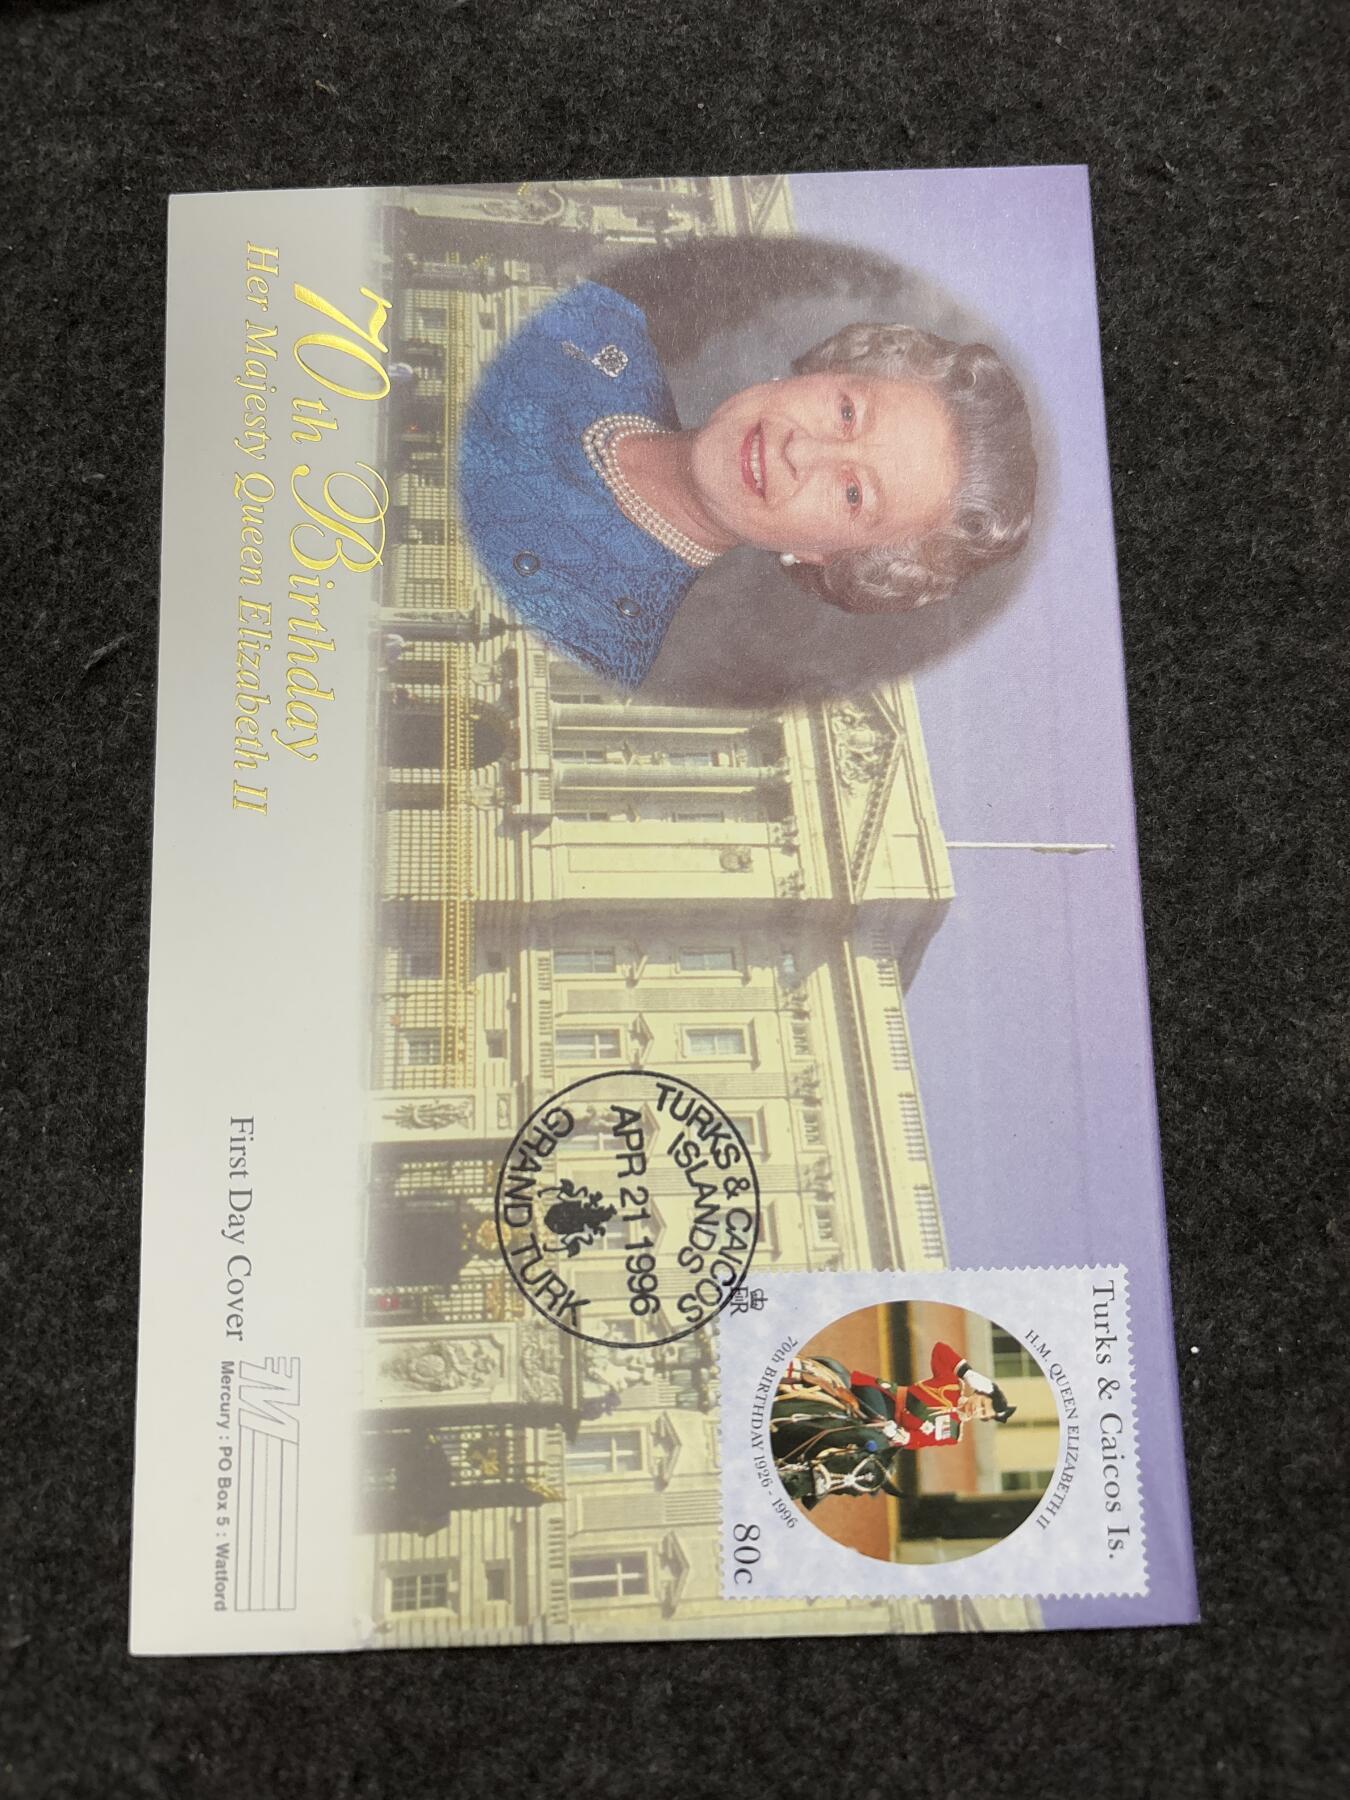 Turks & Caicos Is.
H.M. QUEEN ELIZABETH II
70th BIRTHDAY 1926 - 1996
80c
EIIR
TURKS & CAICOS
ISLANDS
APR 21 1996
GRAND TURK
70th Birthday
Her Majesty Queen Elizabeth II
First Day Cover
Mercury : PO Box 5 : Watford